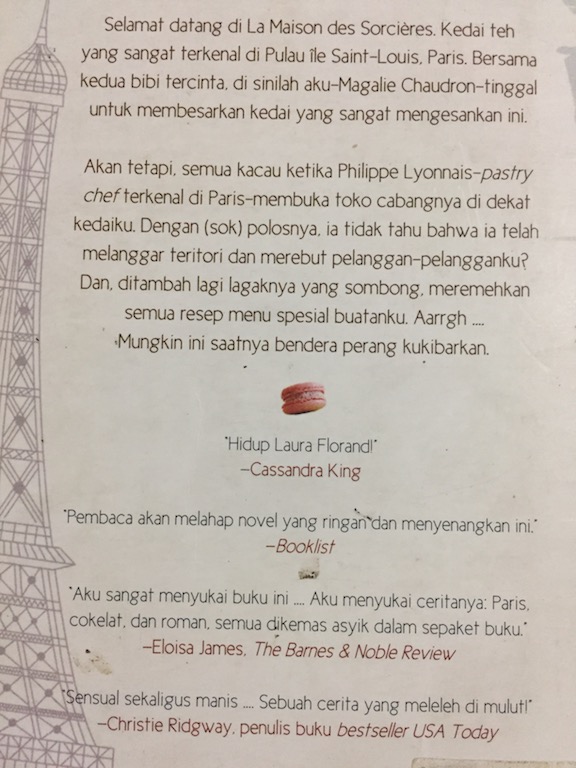 Selamat datang di La Maison des Sorcières. Kedai teh
yang sangat terkenal di Pulau île Saint-Louis, Paris. Bersama
kedua bibi tercinta, di sinilah aku-Magalie Chaudron-tinggal
untuk membesarkan kedai yang sangat mengesankan ini.
Akan tetapi, semua kacau ketika Philippe Lyonnais-pastry
chef terkenal di Paris-membuka toko cabangnya di dekat
kedaiku. Dengan (sok) polosnya, ia tidak tahu bahwa ia telah
melanggar teritori dan merebut pelanggan-pelangganku?
Dan, ditambah lagi lagaknya yang sombong, meremehkan
semua resep menu spesial buatanku. Aarrgh ....
Mungkin ini saatnya bendera perang kukibarkan.
"Hidup Laura Florand!"
—Cassandra King
"Pembaca akan melahap novel yang ringan dan menyenangkan ini."
—Booklist
"Aku sangat menyukai buku ini .... Aku menyukai ceritanya: Paris,
cokelat, dan roman, semua dikemas asyik dalam sepaket buku."
—Eloisa James, The Barnes & Noble Review
"Sensual sekaligus manis .... Sebuah cerita yang meleleh di mulut!"
—Christie Ridgway, penulis buku bestseller USA Today